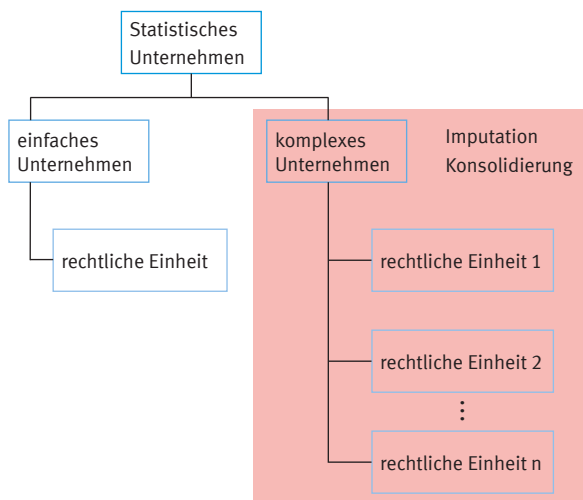 Statistisches
Unternehmen
einfaches
Unternehmen
komplexes
Unternehmen
Imputation
Konsolidierung
rechtliche Einheit
rechtliche Einheit 1
rechtliche Einheit 2
⋮
rechtliche Einheit n